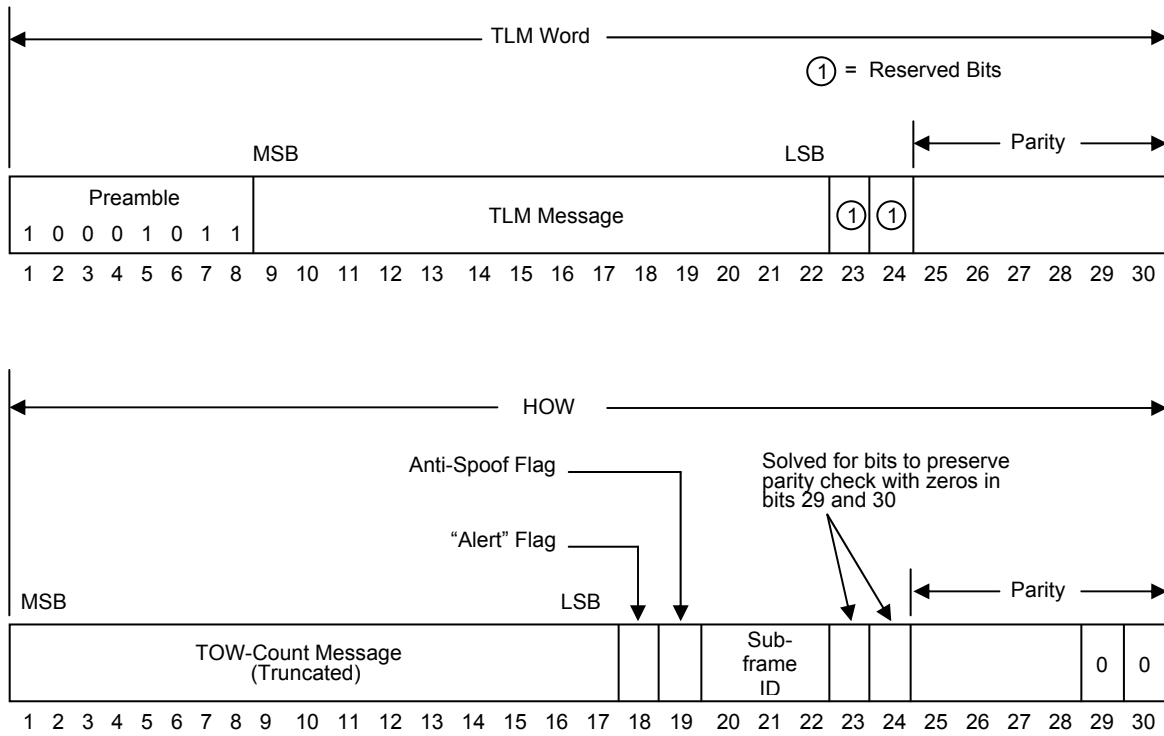 TLM Word
① = Reserved Bits
MSB
LSB
Parity
Preamble
1 0 0 0 1 0 1 1
TLM Message
① ①
1 2 3 4 5 6 7 8 9 10 11 12 13 14 15 16 17 18 19 20 21 22 23 24 25 26 27 28 29 30
HOW
Anti-Spoof Flag
Solved for bits to preserve
parity check with zeros in
bits 29 and 30
“Alert” Flag
MSB
LSB
Parity
TOW-Count Message
(Truncated)
Sub-
frame
ID
0 0
1 2 3 4 5 6 7 8 9 10 11 12 13 14 15 16 17 18 19 20 21 22 23 24 25 26 27 28 29 30